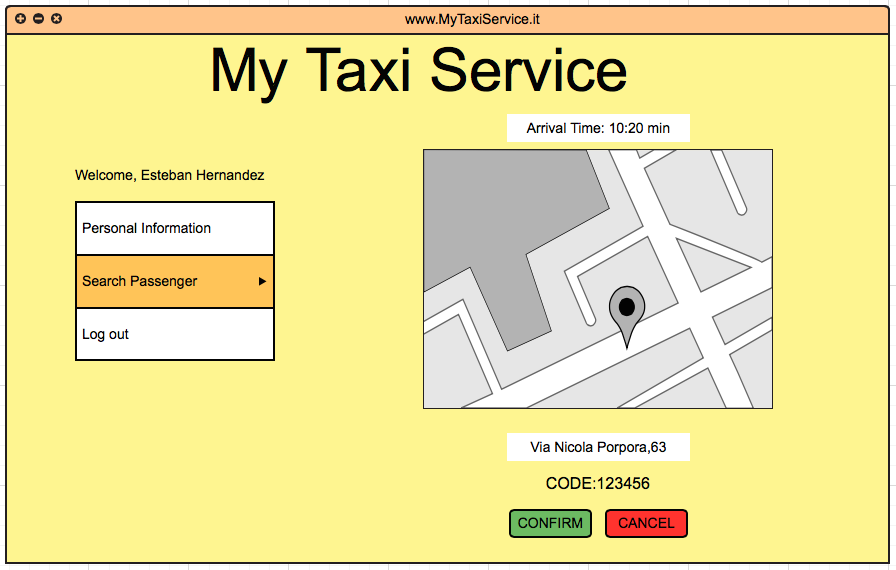 www.MyTaxiService.it
My Taxi Service
Arrival Time: 10:20 min
Welcome, Esteban Hernandez
Personal Information
Search Passenger
Log out
Via Nicola Porpora,63
CODE:123456
CONFIRM
CANCEL